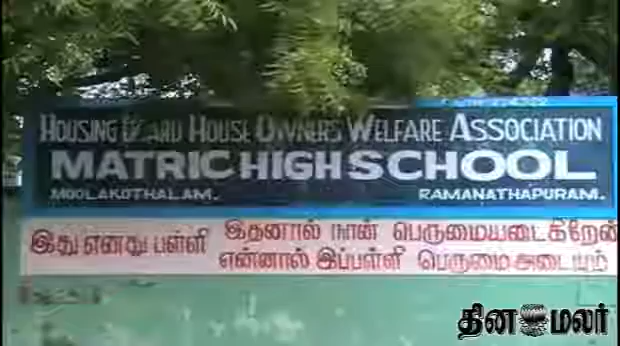 HOUSING BOARD HOUSE OWNERS WELFARE ASSOCIATION
MATRIC HIGH SCHOOL
MOOLAKOTHALAM. RAMANATHAPURAM.
இது எனது பள்ளி இதனால் நான் பெருமையடைகிறேன்
என்னால் இப்பள்ளி பெருமை அடையும்
தினமலர்